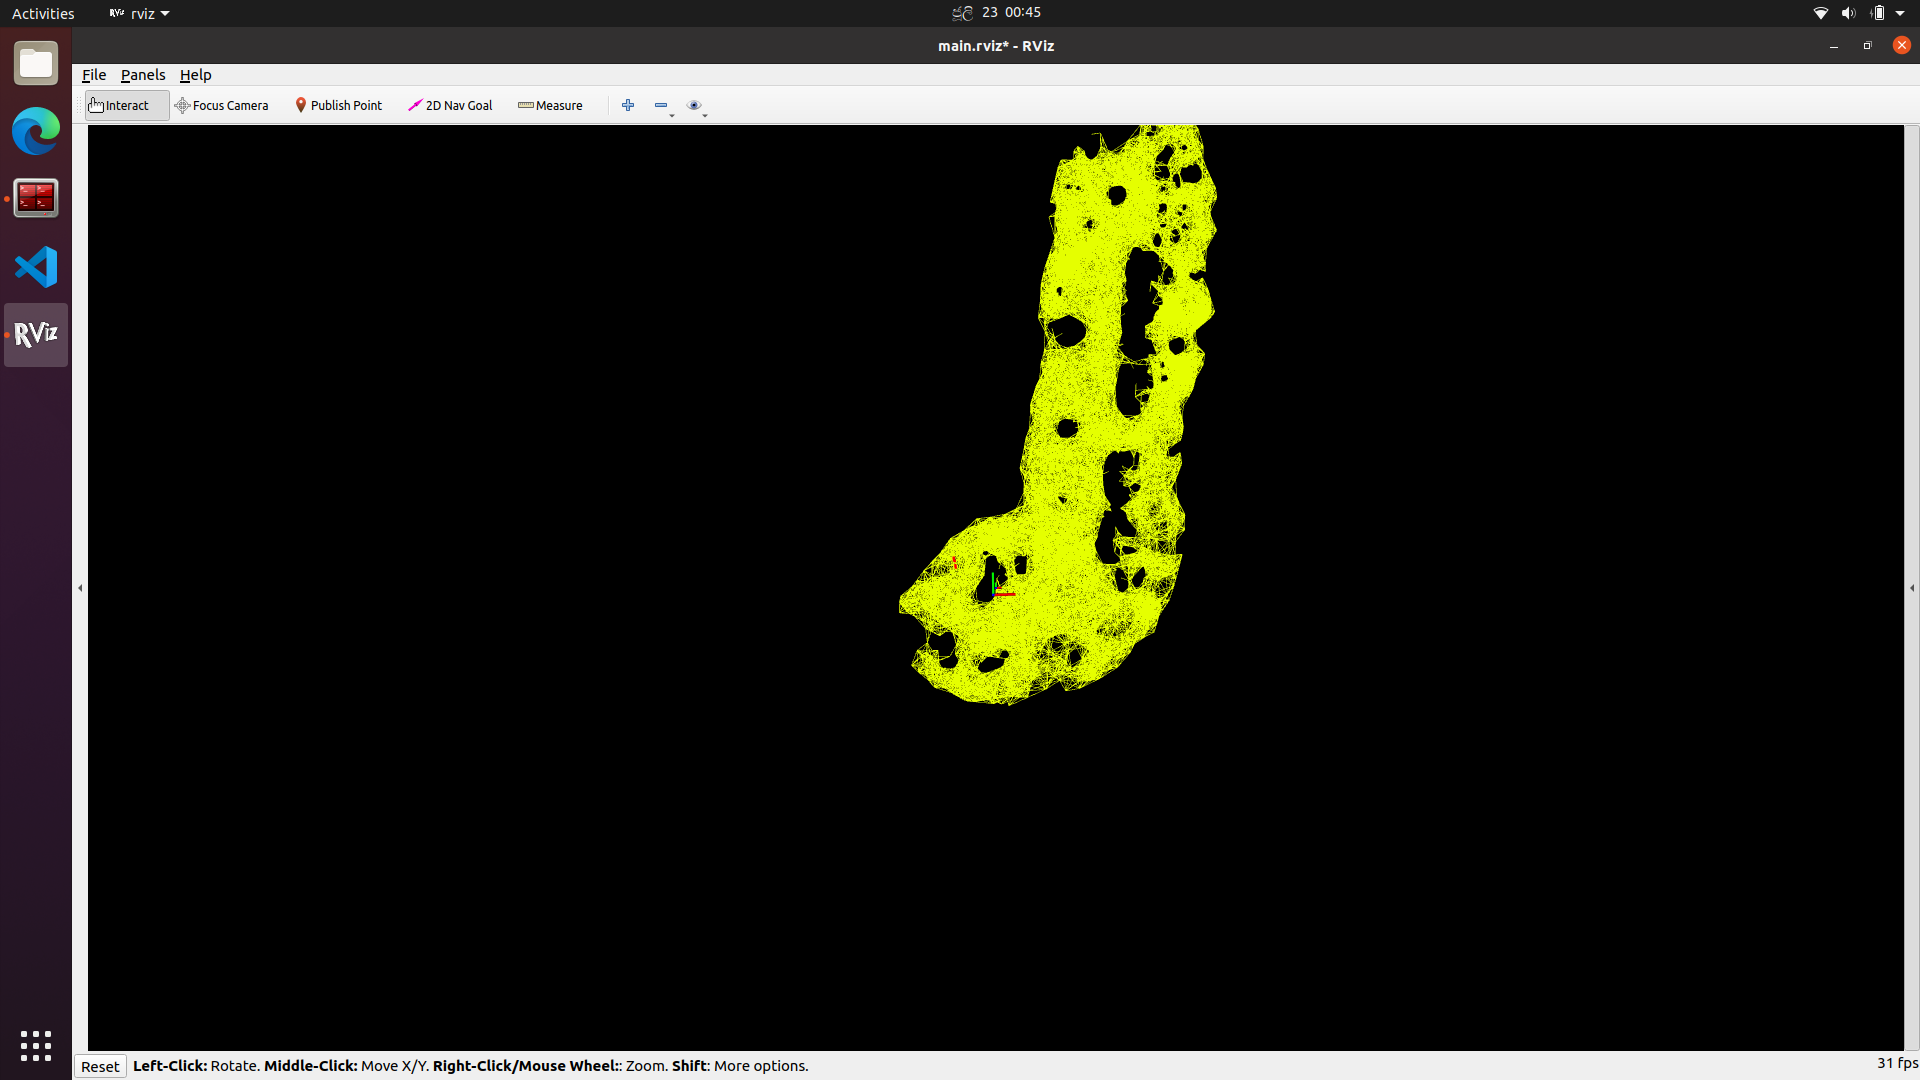 Activities
RViz rviz
ජූලි 23 00:45
main.rviz* - RViz
File Panels Help
Interact Focus Camera Publish Point 2D Nav Goal Measure
RViz
Reset Left-Click: Rotate. Middle-Click: Move X/Y. Right-Click/Mouse Wheel:: Zoom. Shift: More options.
31 fps